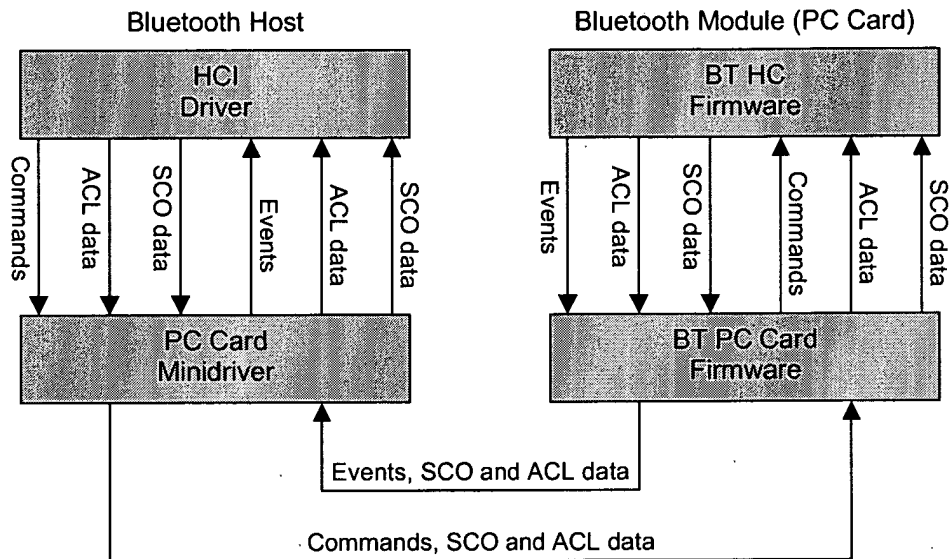 Bluetooth Host
Bluetooth Module (PC Card)
HCI
Driver
BT HC
Firmware
Commands
ACL data
SCO data
Events
ACL data
SCO data
Events
ACL data
SCO data
Commands
ACL data
SCO data
PC Card
Minidriver
BT PC Card
Firmware
Events, SCO and ACL data
Commands, SCO and ACL data